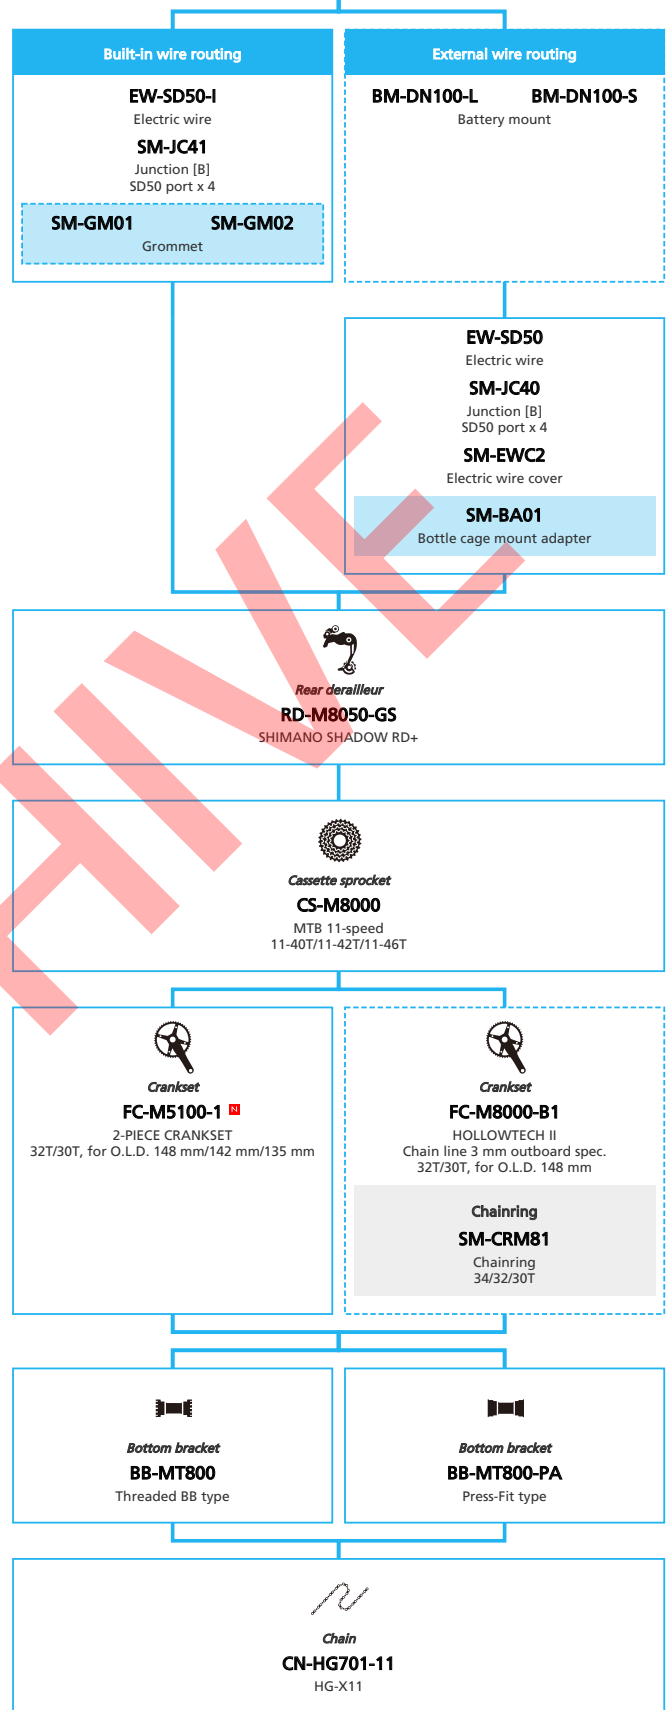 Built-in wire routing
EW-SD50-I
Electric wire
SM-JC41
Junction [B]
SD50 port x 4
SM-GM01 SM-GM02
Grommet
External wire routing
BM-DN100-L BM-DN100-S
Battery mount
EW-SD50
Electric wire
SM-JC40
Junction [B]
SD50 port x 4
SM-EWC2
Electric wire cover
SM-BA01
Bottle cage mount adapter
Rear derailleur
RD-M8050-GS
SHIMANO SHADOW RD+
Cassette sprocket
CS-M8000
MTB 11-speed
11-40T/11-42T/11-46T
Crankset
FC-M5100-1 N
2-PIECE CRANKSET
32T/30T, for O.L.D. 148 mm/142 mm/135 mm
Crankset
FC-M8000-B1
HOLLOWTECH II
Chain line 3 mm outboard spec.
32T/30T, for O.L.D. 148 mm
Chainring
SM-CRM81
Chainring
34/32/30T
Bottom bracket
BB-MT800
Threaded BB type
Bottom bracket
BB-MT800-PA
Press-Fit type
Chain
CN-HG701-11
HG-X11
HIVE